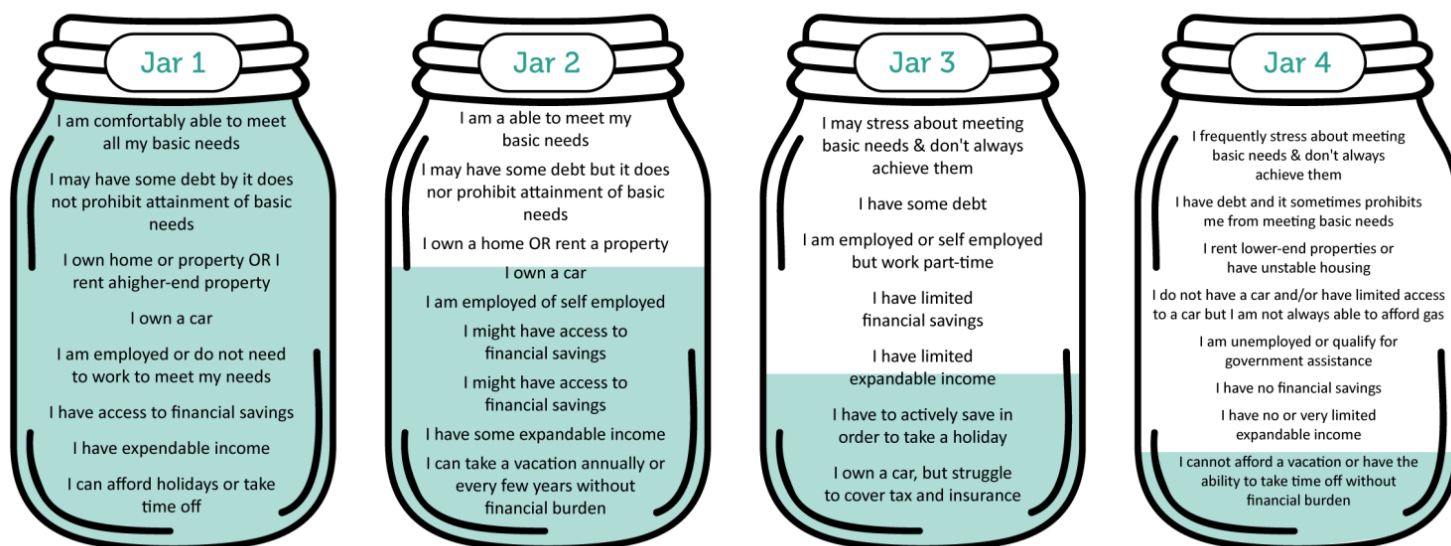 Jar 1
I am comfortably able to meet
all my basic needs
I may have some debt by it does
not prohibit attainment of basic
needs
I own home or property OR I
rent ahigher-end property
I own a car
I am employed or do not need
to work to meet my needs
I have access to financial savings
I have expendable income
I can afford holidays or take
time off
Jar 2
I am a able to meet my
basic needs
I may have some debt but it does
nor prohibit attainment of basic
needs
I own a home OR rent a property
I own a car
I am employed of self employed
I might have access to
financial savings
I might have access to
financial savings
I have some expandable income
I can take a vacation annually or
every few years without
financial burden
Jar 3
I may stress about meeting
basic needs & don't always
achieve them
I have some debt
I am employed or self employed
but work part-time
I have limited
financial savings
I have limited
expandable income
I have to actively save in
order to take a holiday
I own a car, but struggle
to cover tax and insurance
Jar 4
I frequently stress about meeting
basic needs & don't always
achieve them
I have debt and it sometimes prohibits
me from meeting basic needs
I rent lower-end properties or
have unstable housing
I do not have a car and/or have limited access
to a car but I am not always able to afford gas
I am unemployed or qualify for
government assistance
I have no financial savings
I have no or very limited
expandable income
I cannot afford a vacation or have the
ability to take time off without
financial burden